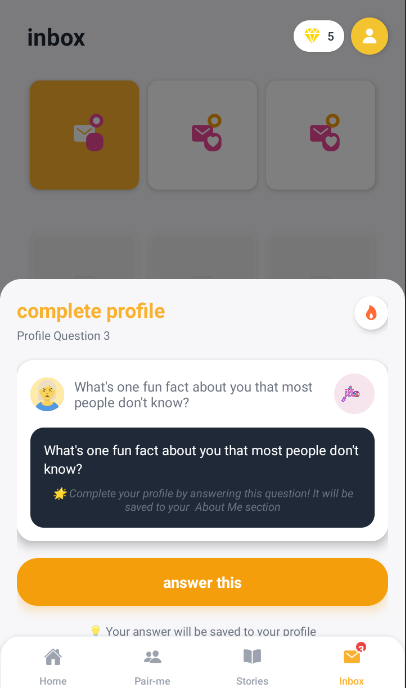 inbox
5
complete profile
Profile Question 3
What's one fun fact about you that most
people don't know?
What's one fun fact about you that most people don't
know?
🌟 Complete your profile by answering this question! It will be
saved to your About Me section
answer this
💡 Your answer will be saved to your profile
3
Home
Pair-me
Stories
Inbox